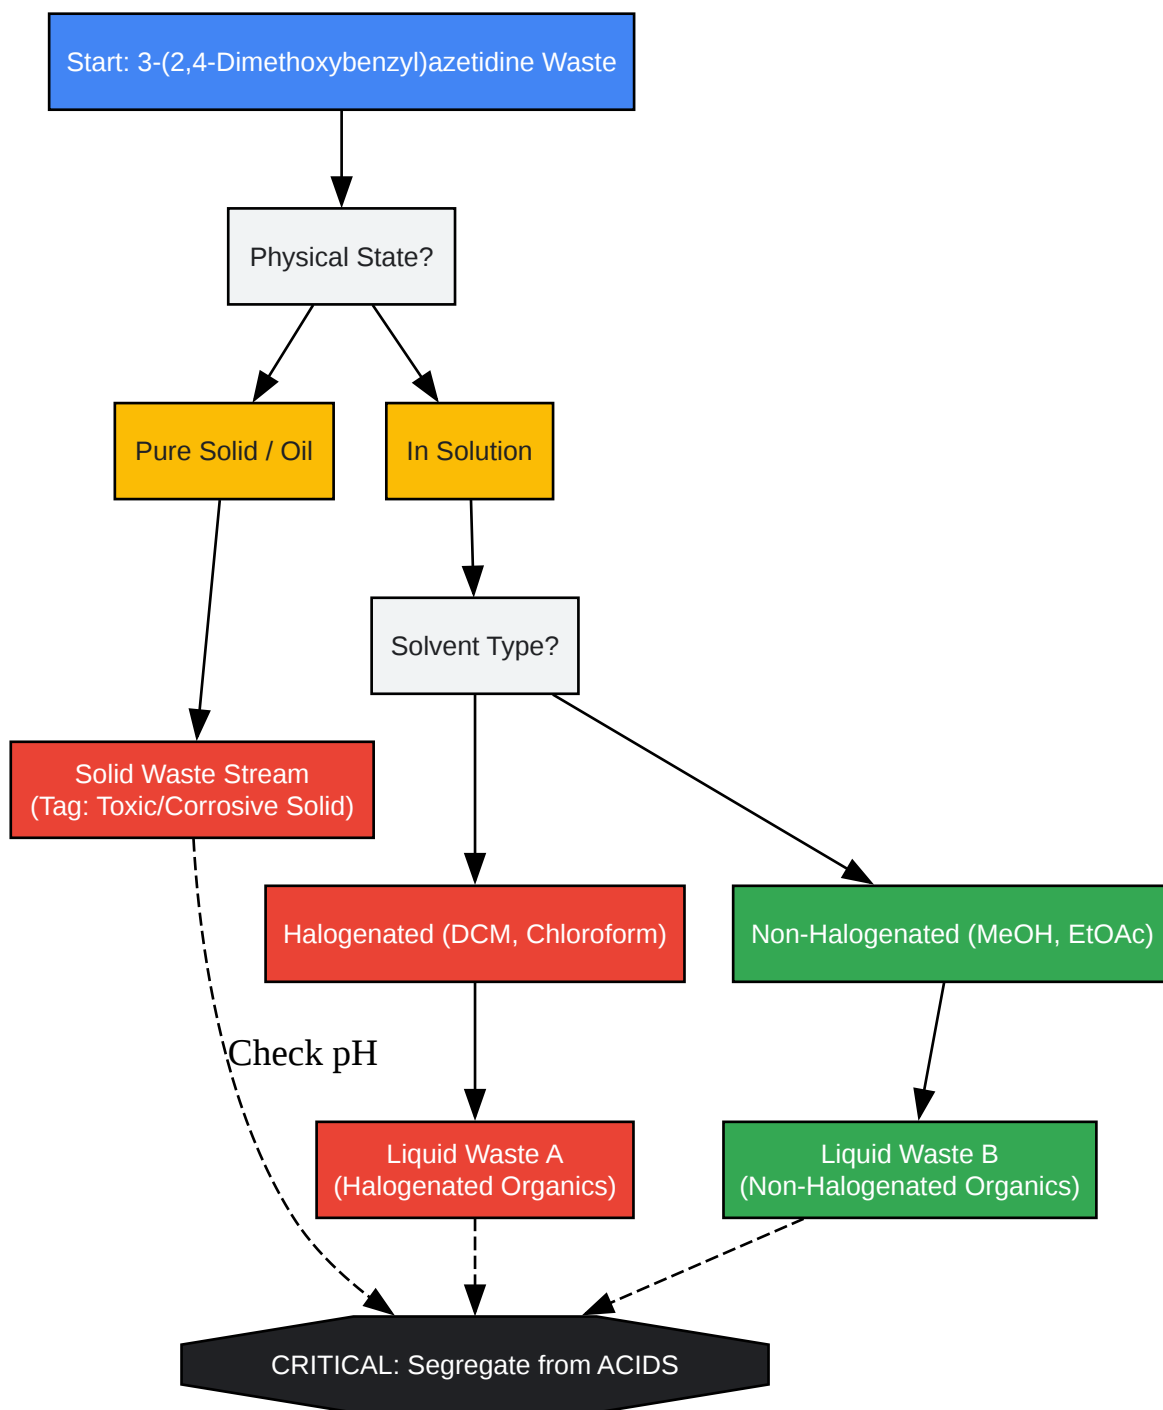 Start: 3-(2,4-Dimethoxybenzyl)azetidine Waste
Physical State?
Pure Solid / Oil
In Solution
Solvent Type?
Solid Waste Stream
(Tag: Toxic/Corrosive Solid)
Halogenated (DCM, Chloroform)
Non-Halogenated (MeOH, EtOAc)
Check pH
Liquid Waste A
(Halogenated Organics)
Liquid Waste B
(Non-Halogenated Organics)
CRITICAL: Segregate from ACIDS